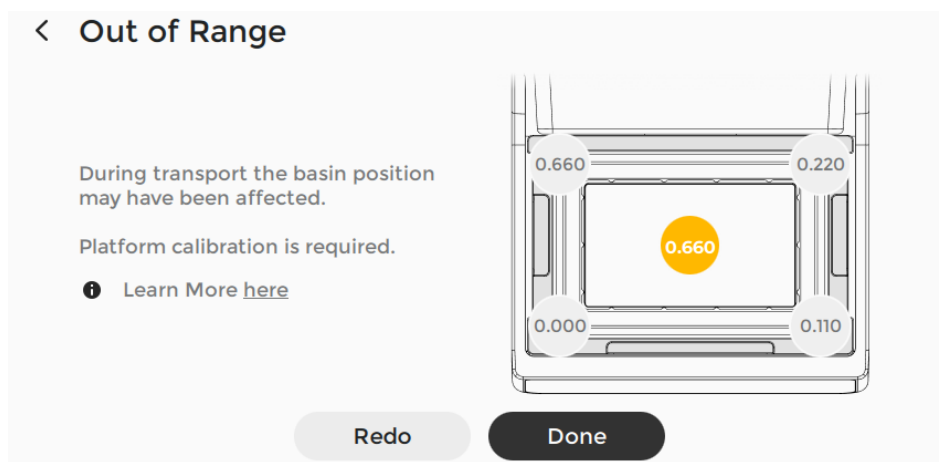 Out of Range
During transport the basin position
may have been affected.
Platform calibration is required.
Learn More here
0.660
0.220
0.660
0.000
0.110
Redo
Done